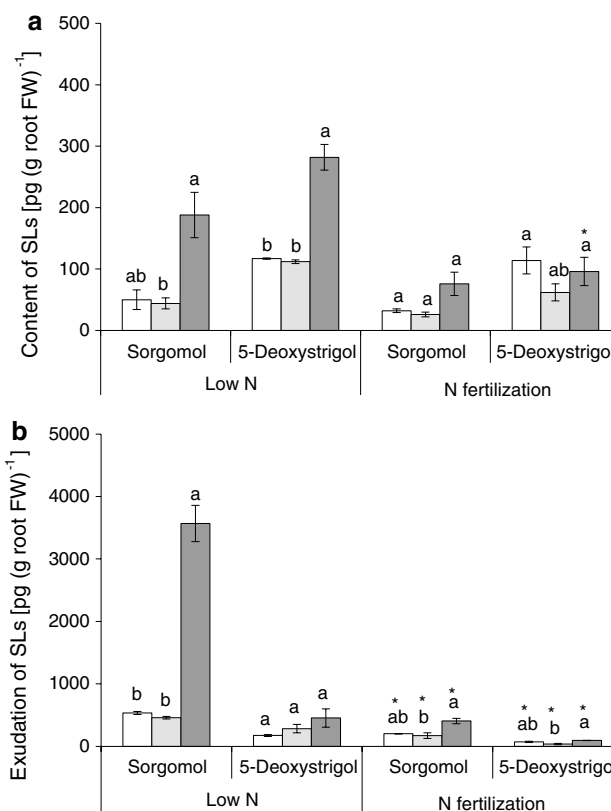 a
500
400
300
200
100
0
Content of SLs [pg (g root FW)⁻¹]
ab b a
b b a
a a a
a ab * a
Sorgomol 5-Deoxystrigol Sorgomol 5-Deoxystrigol
Low N N fertilization
b
5000
4000
3000
2000
1000
0
Exudation of SLs [pg (g root FW)⁻¹]
b b a
a a a
* * *
ab b a
* * *
ab b a
Sorgomol 5-Deoxystrigol Sorgomol 5-Deoxystrigol
Low N N fertilization